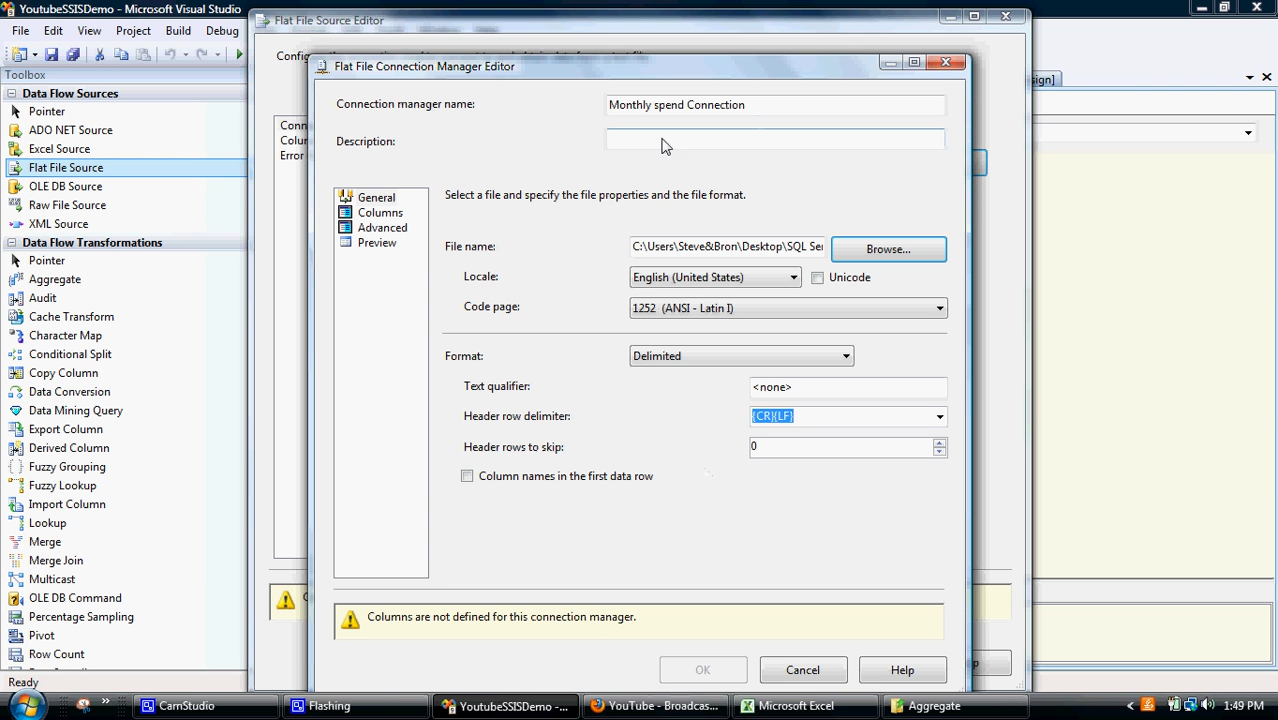 YoutubeSSISDemo - Microsoft Visual Studio
Flat File Source Editor
File Edit View Project Build Debug
Toolbox
Data Flow Sources
Pointer
ADO NET Source
Excel Source
Flat File Source
OLE DB Source
Raw File Source
XML Source
Data Flow Transformations
Pointer
Aggregate
Audit
Cache Transform
Character Map
Conditional Split
Copy Column
Data Conversion
Data Mining Query
Export Column
Derived Column
Fuzzy Grouping
Fuzzy Lookup
Import Column
Lookup
Merge
Merge Join
Multicast
OLE DB Command
Percentage Sampling
Pivot
Row Count
Ready
Flat File Connection Manager Editor
Connection manager name: Monthly spend Connection
Description:
General
Columns
Advanced
Preview
Select a file and specify the file properties and the file format.
File name: C:\Users\Steve&Bron\Desktop\SQL Ser Browse...
Locale: English (United States) Unicode
Code page: 1252 (ANSI - Latin I)
Format: Delimited
Text qualifier: <none>
Header row delimiter: {CR}{LF}
Header rows to skip: 0
Column names in the first data row
Columns are not defined for this connection manager.
OK Cancel Help
Error
CamStudio Flashing YoutubeSSISDemo -... YouTube - Broadcas... Microsoft Excel Aggregate 1:49 PM